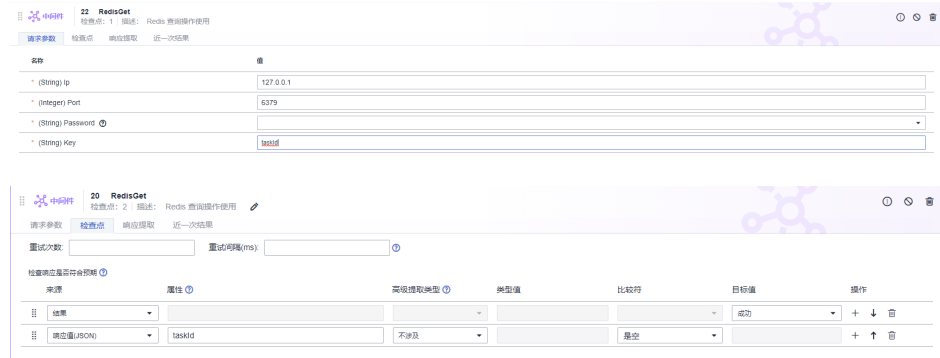 中间件 22 RedisGet
检查点: 1 描述: Redis 查询操作使用
请求参数 检查点 响应提取 近一次结果
名称 值
* (String) Ip 127.0.0.1
* (Integer) Port 6379
* (String) Password
* (String) Key taskId
中间件 20 RedisGet
检查点: 2 描述: Redis 查询操作使用
请求参数 检查点 响应提取 近一次结果
重试次数: 重试间隔(ms):
检查响应是否符合预期
来源 属性 高级提取类型 类型值 比较符 目标值 操作
结果 成功
响应值(JSON) taskId 不涉及 是空